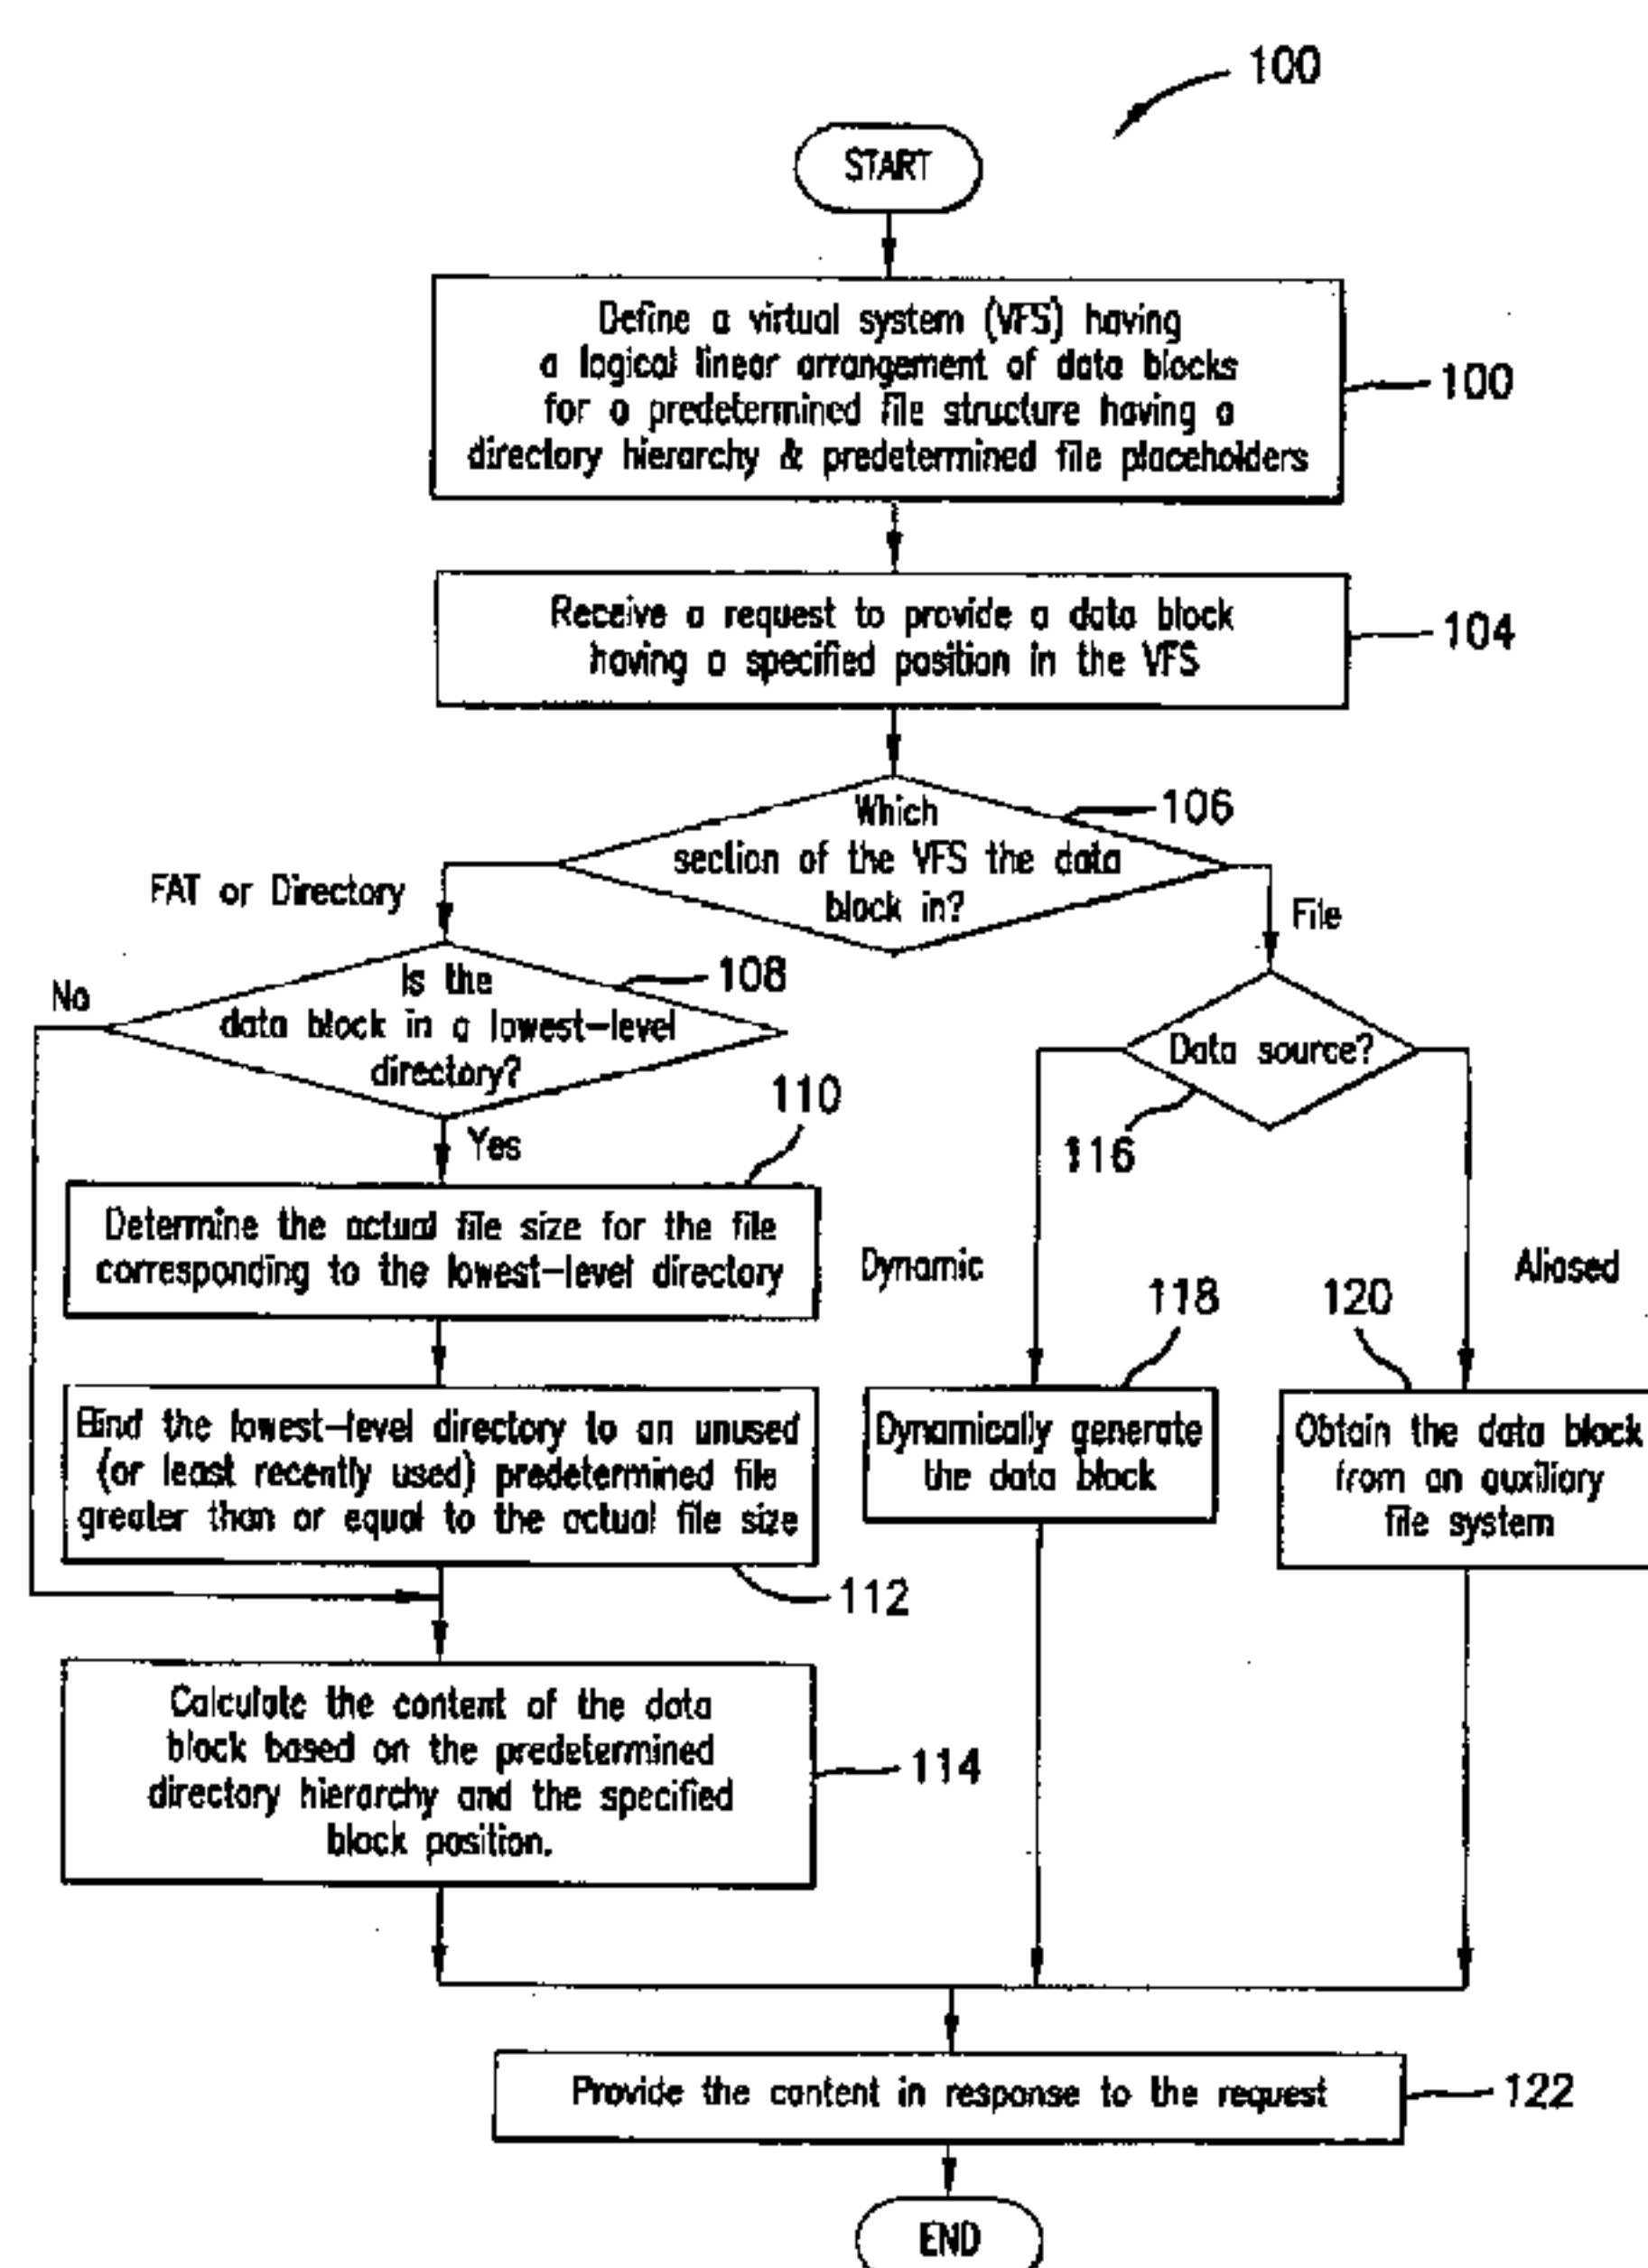 100
START
Define a virtual system (VFS) having
a logical linear arrangement of data blocks
for a predetermined file structure having a
directory hierarchy & predetermined file placeholders
100
Receive a request to provide a data block
having a specified position in the VFS
104
Which
section of the VFS the data
block in?
106
FAT or Directory
File
Is the
data block in a lowest-level
directory?
108
No
Yes
Data source?
116
110
Determine the actual file size for the file
corresponding to the lowest-level directory
Dynamic
Aliased
118
120
Bind the lowest-level directory to an unused
(or least recently used) predetermined file
greater than or equal to the actual file size
112
Dynamically generate
the data block
Obtain the data block
from an auxiliary
file system
Calculate the content of the data
block based on the predetermined
directory hierarchy and the specified
block position.
114
Provide the content in response to the request
122
END